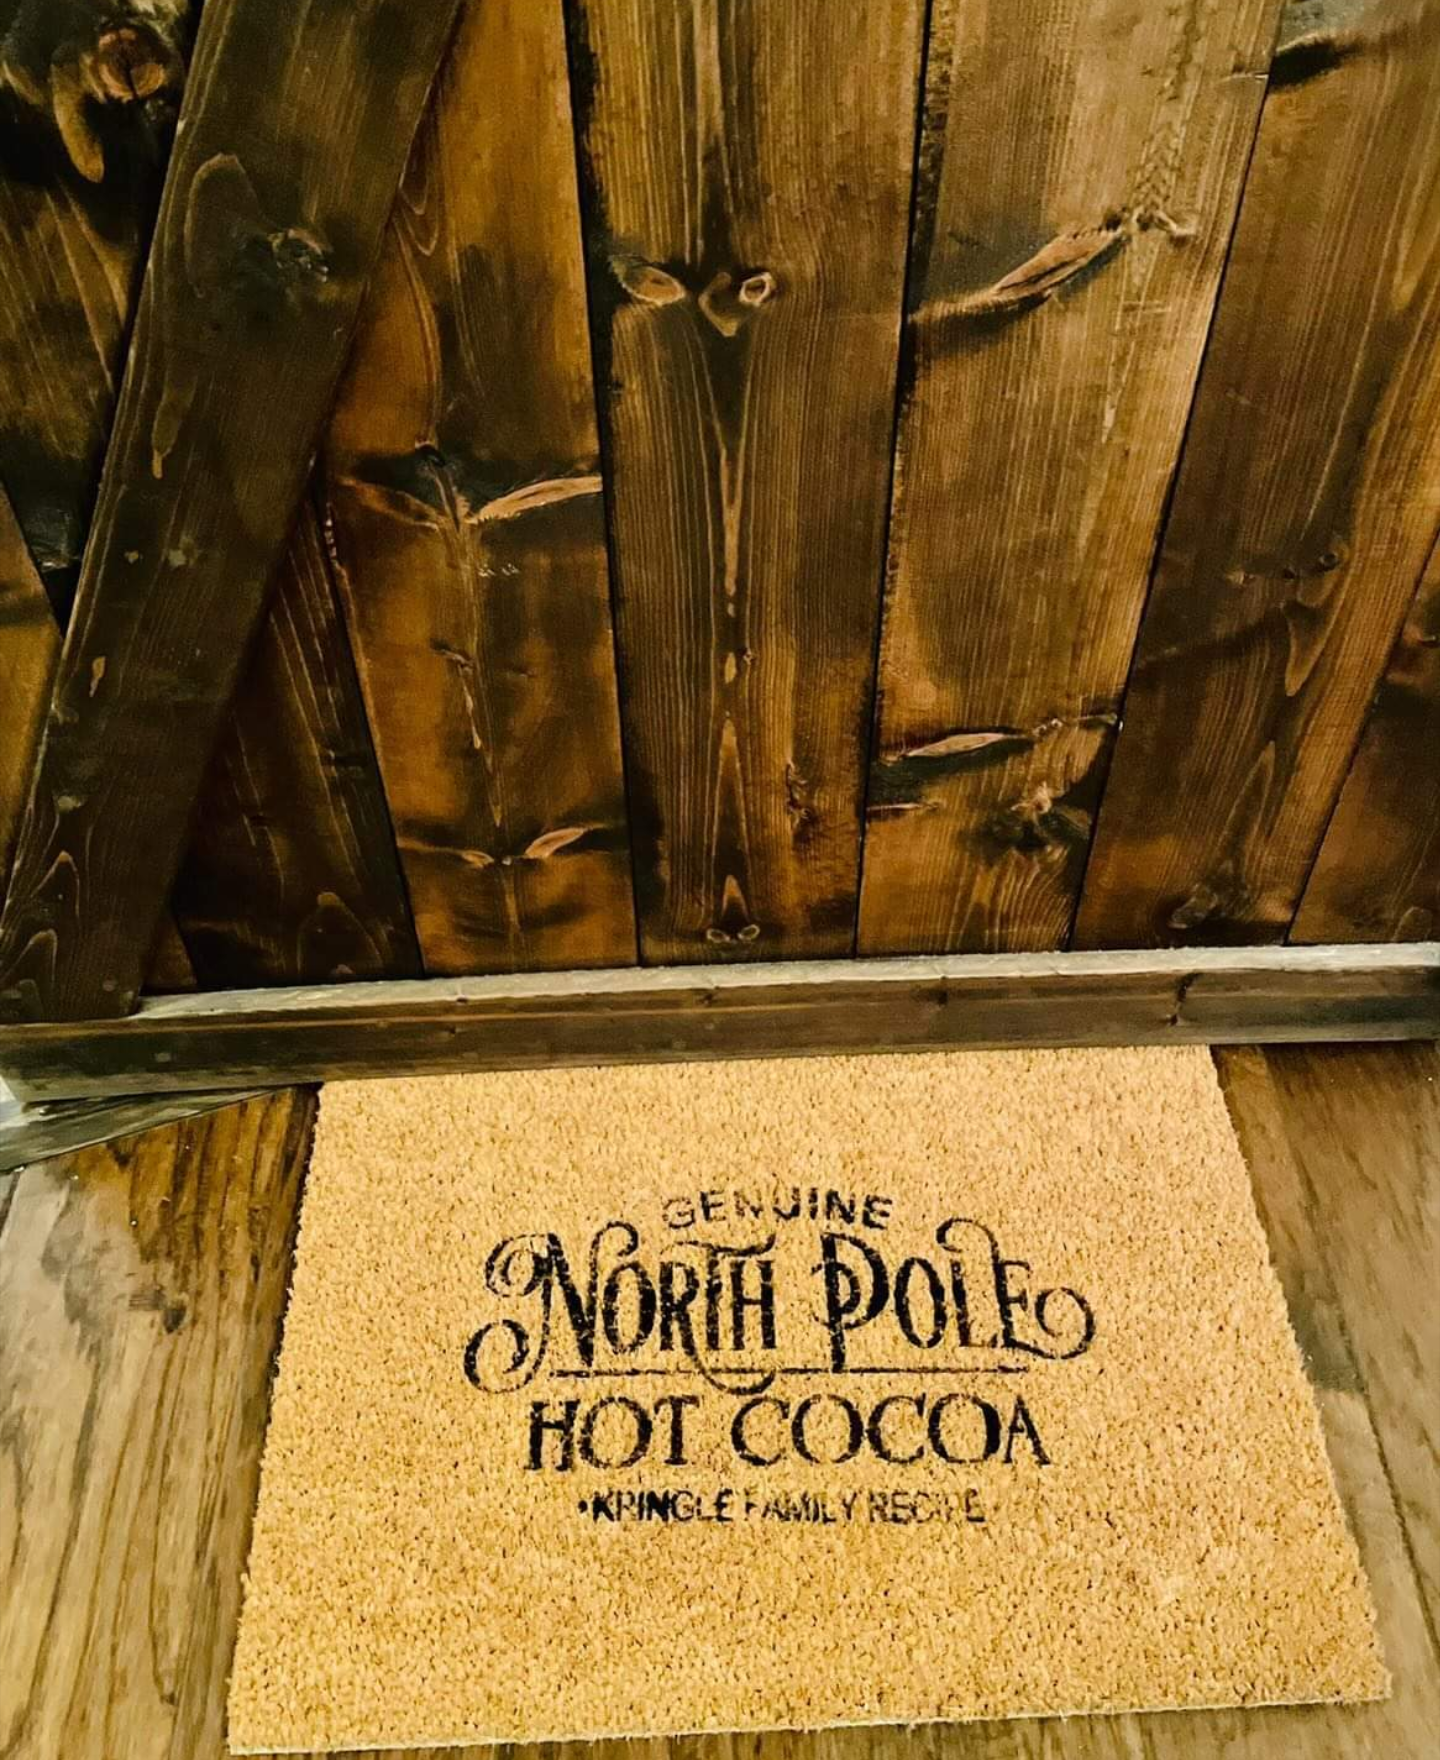 GENUINE
NORTH POLE
HOT COCOA
•KRINGLE FAMILY RECIPE